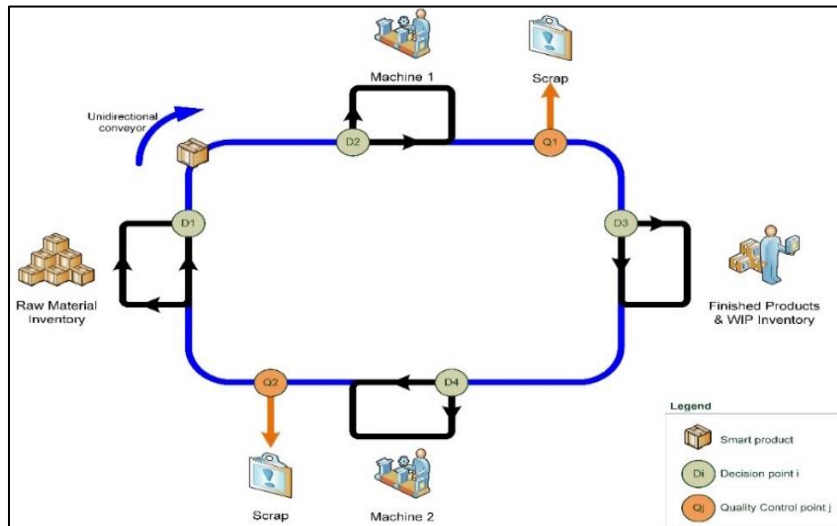 Machine 1
Scrap
Unidirectional
conveyor
D2
Q1
D1
D3
Raw Material
Inventory
Finished Products
& WIP Inventory
Q2
D4
Scrap
Machine 2
Legend
Smart product
Di
Decision point i
Qj
Quality Control point j